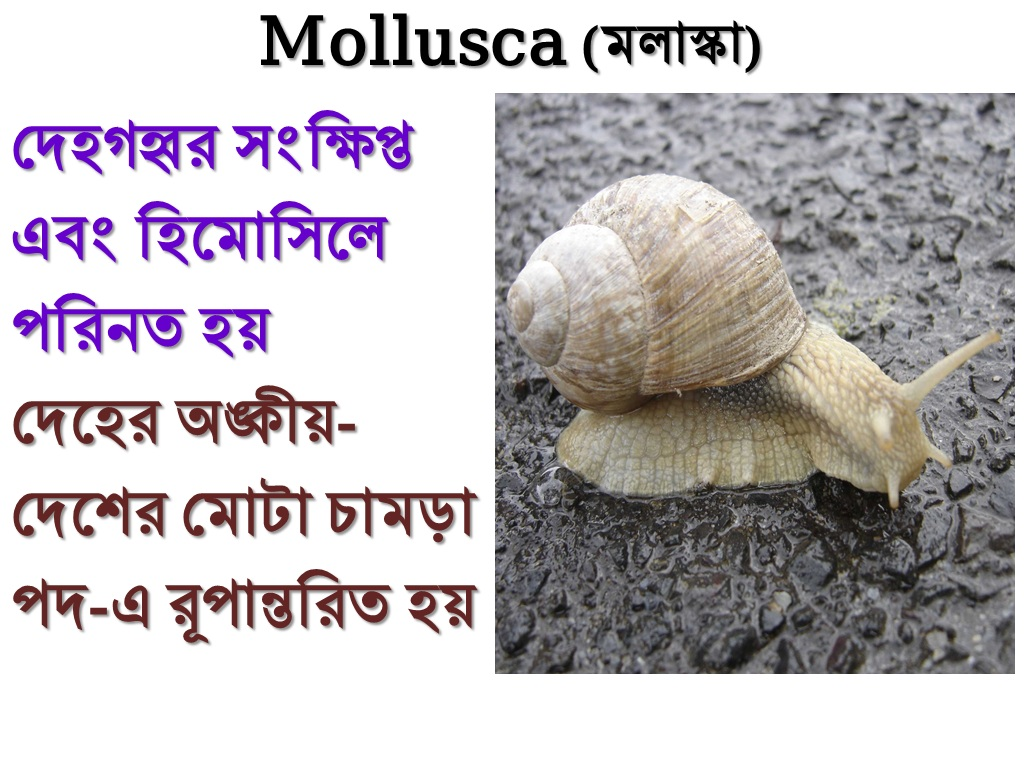 Mollusca (মলাস্কা)
দেহগহ্বর সংক্ষিপ্ত
এবং হিমোসিলে
পরিনত হয়
দেহের অঙ্কীয়-
দেশের মোটা চামড়া
পদ-এ রূপান্তরিত হয়